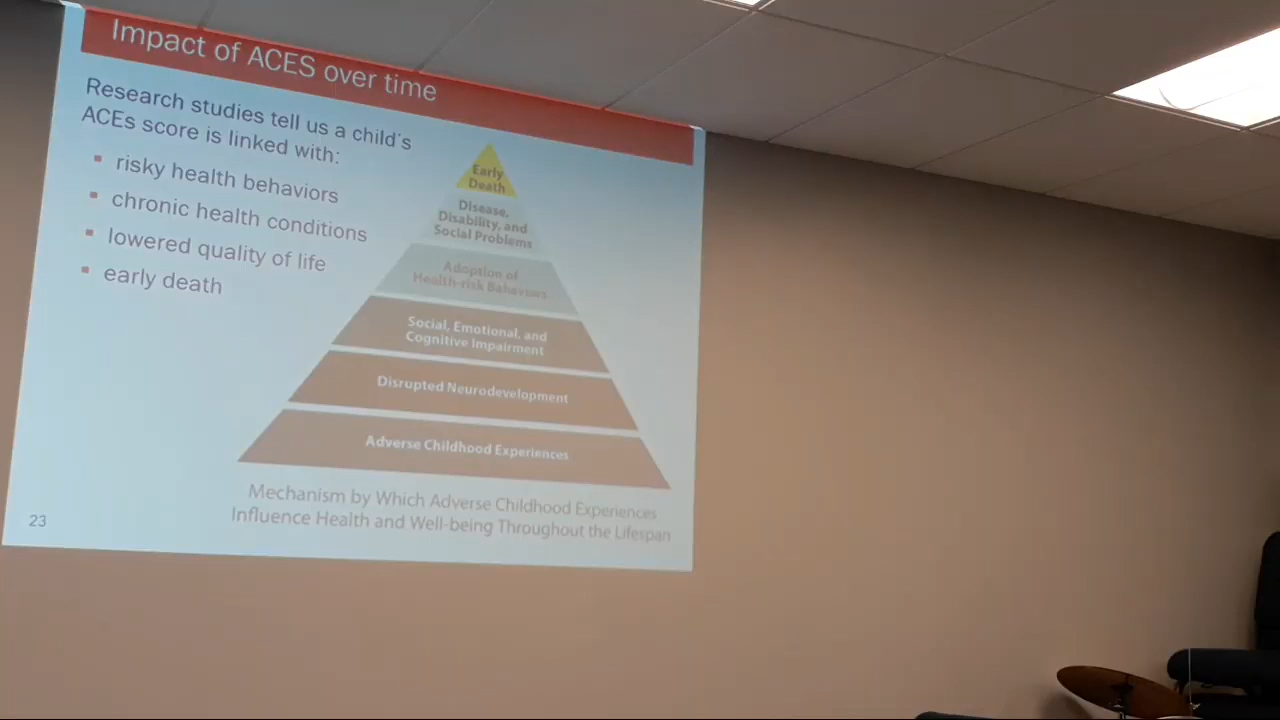 Impact of ACES over time
Research studies tell us a child's
ACEs score is linked with:
▪ risky health behaviors
▪ chronic health conditions
▪ lowered quality of life
▪ early death
Early
Death
Disease,
Disability, and
Social Problems
Adoption of
Health-risk Behaviors
Social, Emotional, and
Cognitive Impairment
Disrupted Neurodevelopment
Adverse Childhood Experiences
Mechanism by Which Adverse Childhood Experiences
Influence Health and Well-being Throughout the Lifespan
23